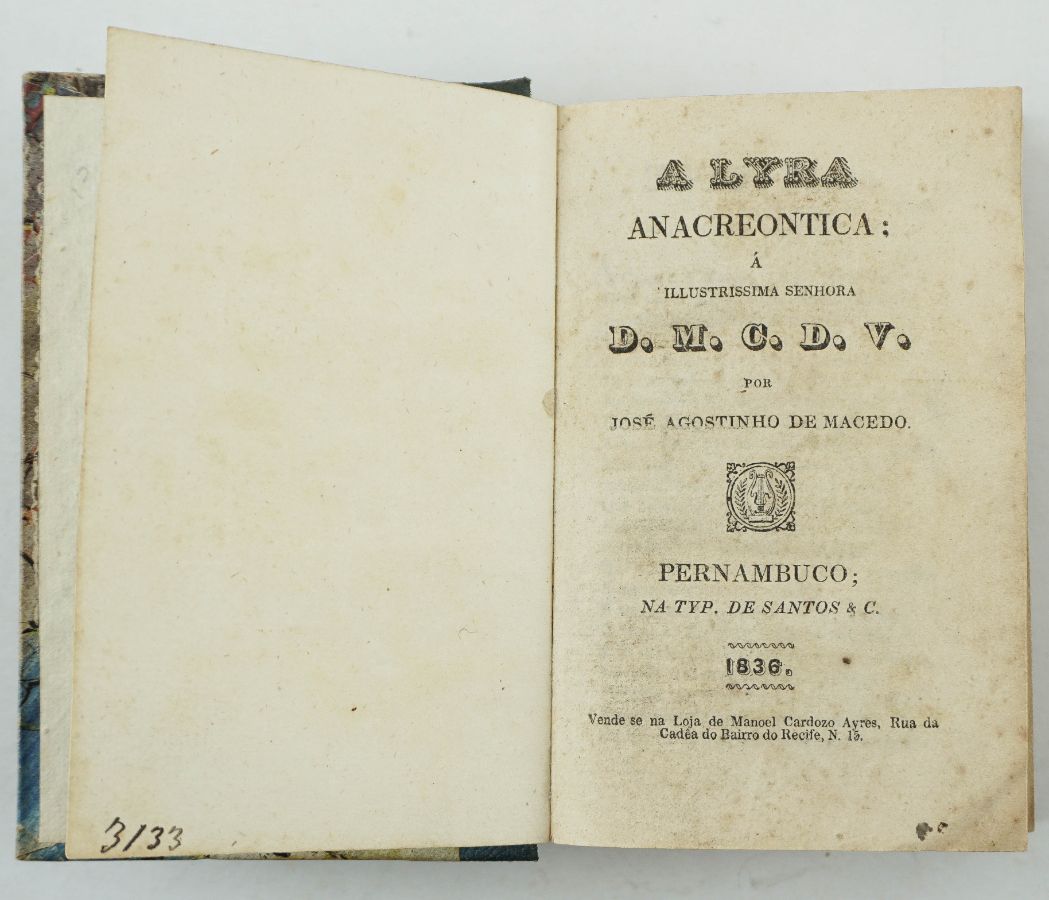 3133
A LYRA
ANACREONTICA;
Á
ILLUSTRISSIMA SENHORA
D. M. C. D. V.
POR
JOSÉ AGOSTINHO DE MACEDO.
PERNAMBUCO;
NA TYP. DE SANTOS & C.
1836.
Vende se na Loja de Manoel Cardozo Ayres, Rua da
Cadêa do Bairro do Recife, N. 15.